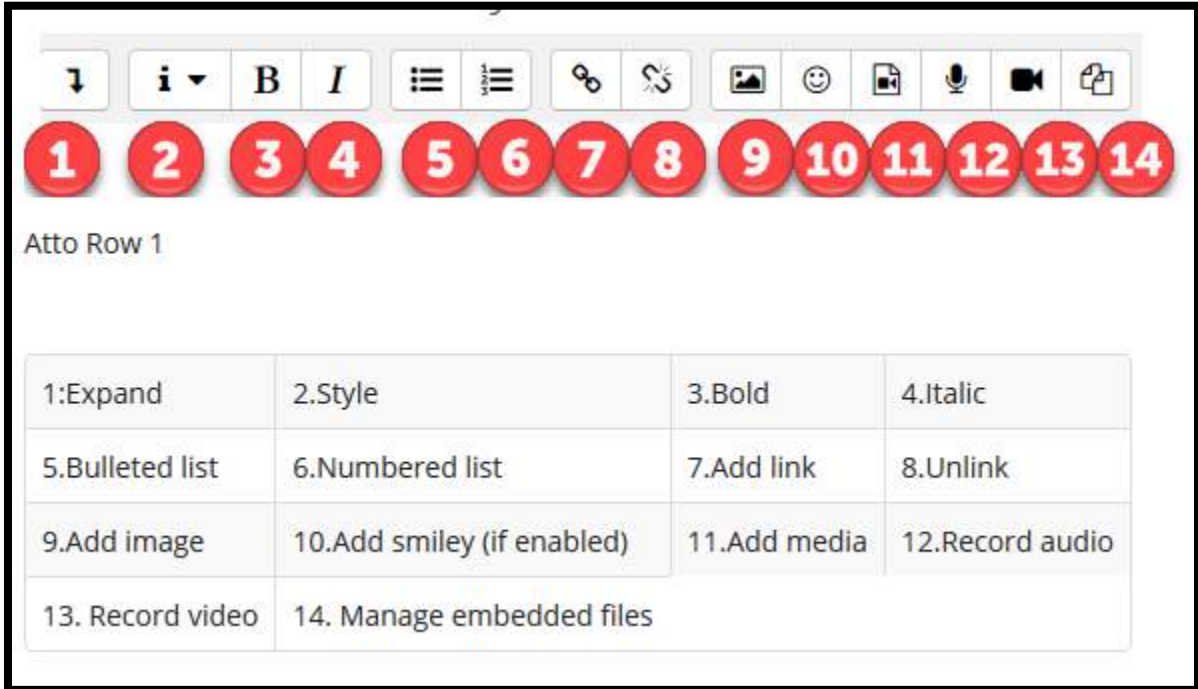 B I
1 2 3 4 5 6 7 8 9 10 11 12 13 14
Atto Row 1
1:Expand 2.Style 3.Bold 4.Italic
5.Bulleted list 6.Numbered list 7.Add link 8.Unlink
9.Add image 10.Add smiley (if enabled) 11.Add media 12.Record audio
13. Record video 14. Manage embedded files